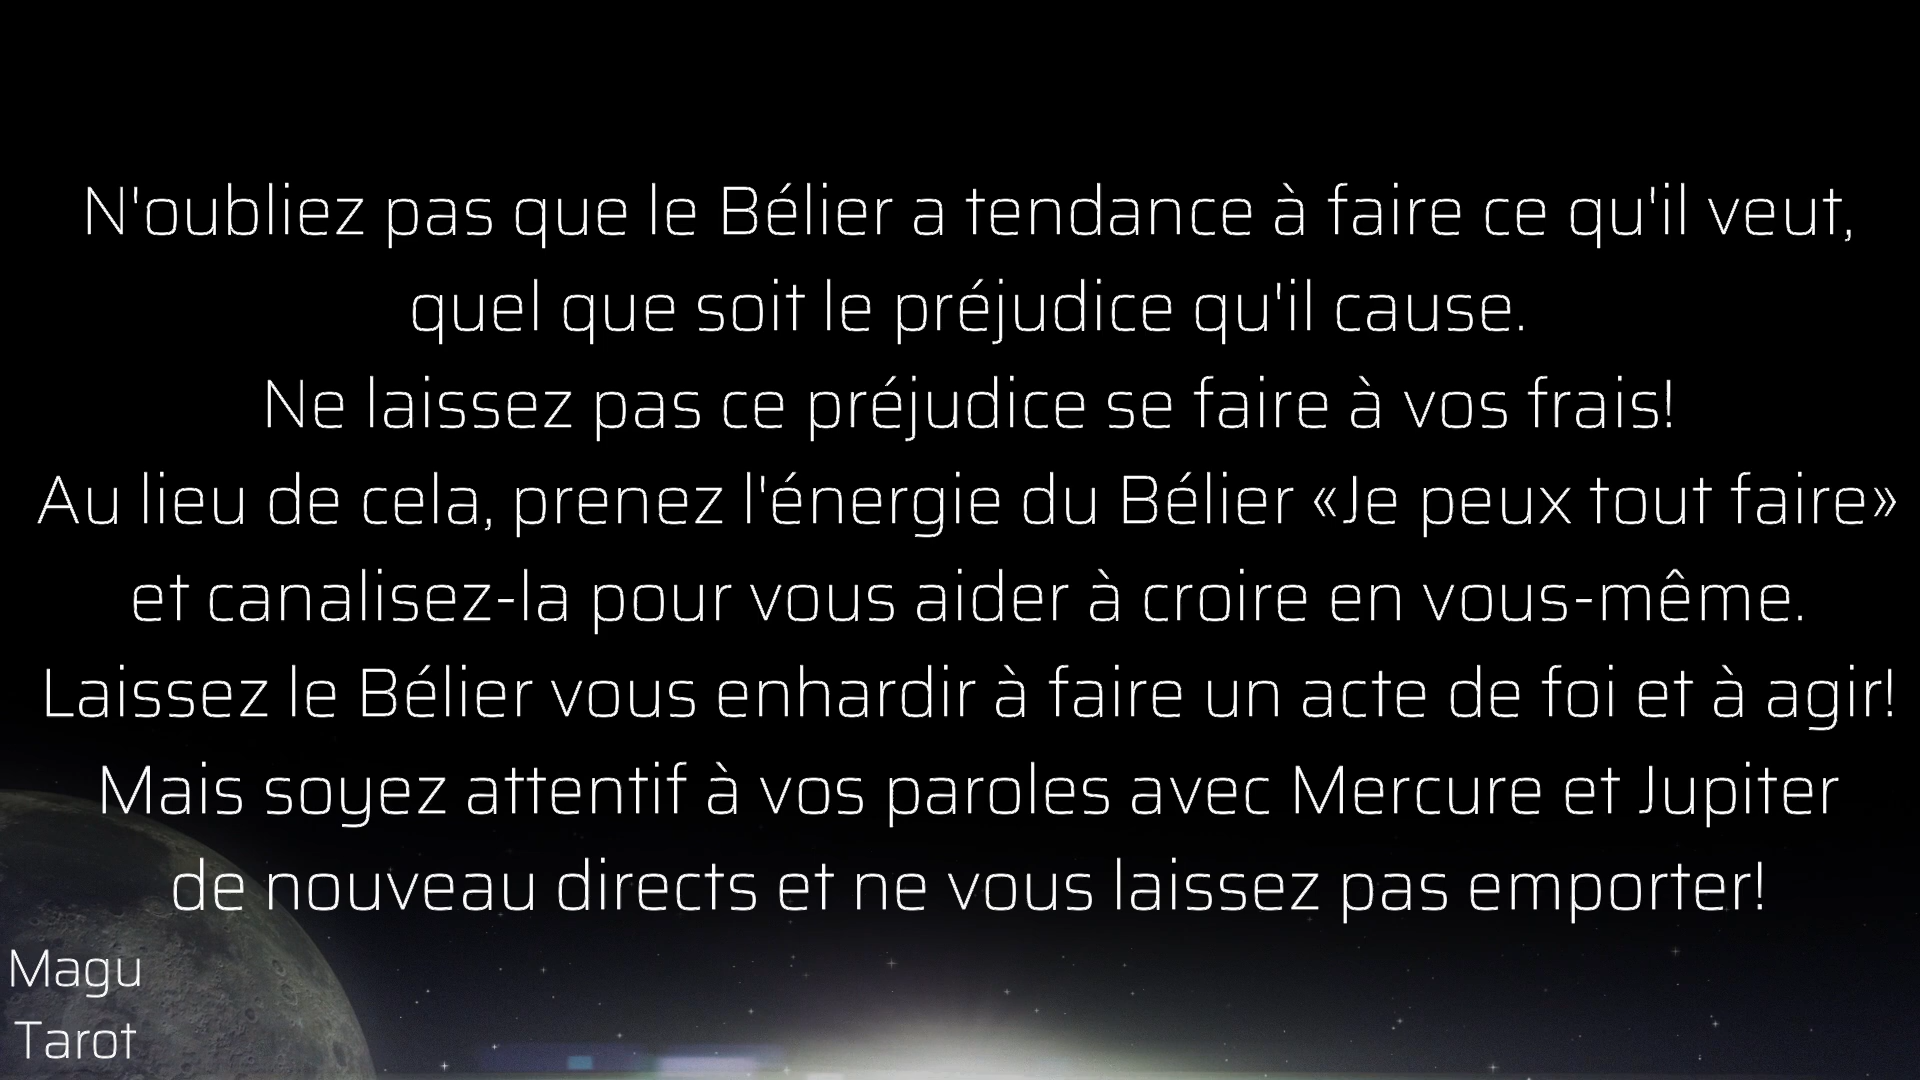 N'oubliez pas que le Bélier a tendance à faire ce qu'il veut,
quel que soit le préjudice qu'il cause.
Ne laissez pas ce préjudice se faire à vos frais!
Au lieu de cela, prenez l'énergie du Bélier «Je peux tout faire»
et canalisez-la pour vous aider à croire en vous-même.
Laissez le Bélier vous enhardir à faire un acte de foi et à agir!
Mais soyez attentif à vos paroles avec Mercure et Jupiter
de nouveau directs et ne vous laissez pas emporter!
Magu
Tarot